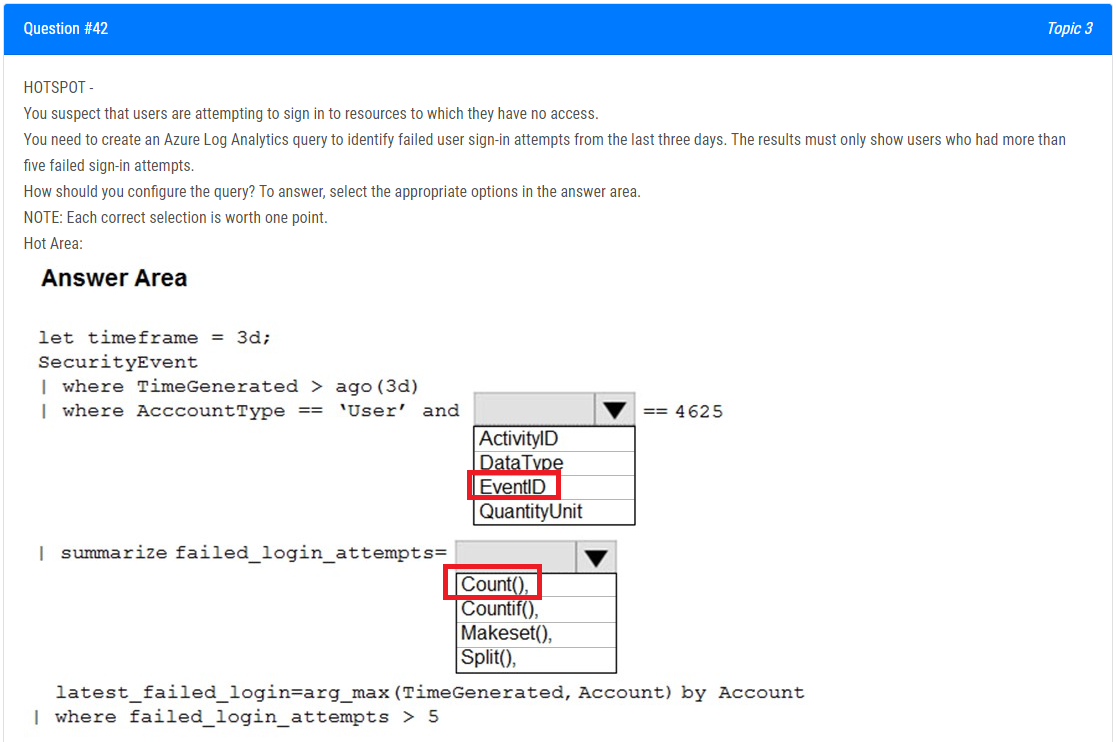 Question #42
Topic 3
HOTSPOT -
You suspect that users are attempting to sign in to resources to which they have no access.
You need to create an Azure Log Analytics query to identify failed user sign-in attempts from the last three days. The results must only show users who had more than
five failed sign-in attempts.
How should you configure the query? To answer, select the appropriate options in the answer area.
NOTE: Each correct selection is worth one point.
Hot Area:
Answer Area
let timeframe = 3d;
SecurityEvent
| where TimeGenerated > ago(3d)
| where AcccountType == ‘User’ and == 4625
ActivityID
DataType
EventID
QuantityUnit
| summarize failed_login_attempts=
Count(),
Countif(),
Makeset(),
Split(),
latest_failed_login=arg_max(TimeGenerated, Account) by Account
| where failed_login_attempts > 5